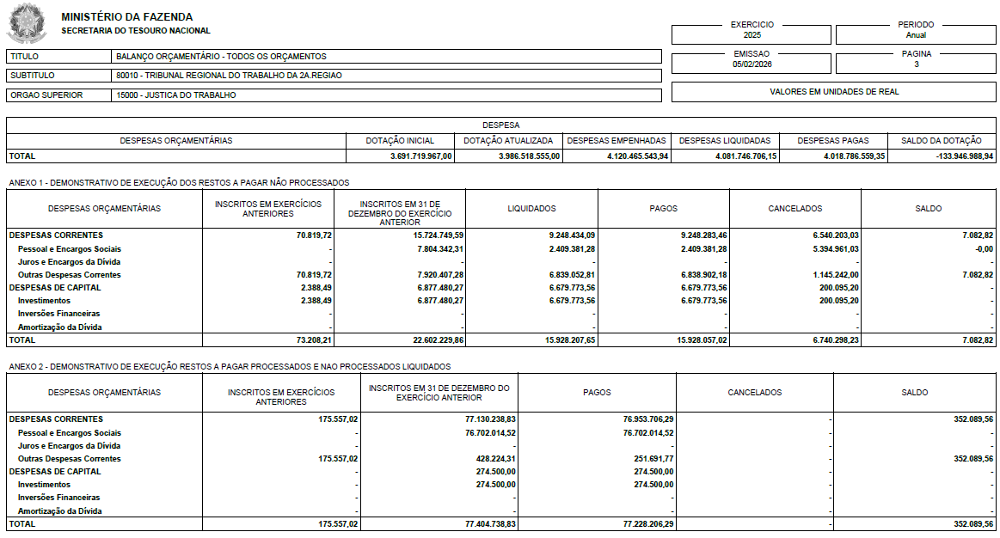 MINISTÉRIO DA FAZENDA
SECRETARIA DO TESOURO NACIONAL
EXERCICIO PERIODO
2025 Anual
EMISSAO PAGINA
05/02/2026 3
TITULO BALANÇO ORÇAMENTÁRIO - TODOS OS ORÇAMENTOS
SUBTITULO 80010 - TRIBUNAL REGIONAL DO TRABALHO DA 2A.REGIAO
ORGAO SUPERIOR 15000 - JUSTICA DO TRABALHO
VALORES EM UNIDADES DE REAL
DESPESA
DESPESAS ORÇAMENTÁRIAS DOTAÇÃO INICIAL DOTAÇÃO ATUALIZADA DESPESAS EMPENHADAS DESPESAS LIQUIDADAS DESPESAS PAGAS SALDO DA DOTAÇÃO
TOTAL 3.691.719.967,00 3.986.518.555,00 4.120.465.543,94 4.081.746.706,15 4.018.786.559,35 -133.946.988,94
ANEXO 1 - DEMONSTRATIVO DE EXECUÇÃO DOS RESTOS A PAGAR NÃO PROCESSADOS
DESPESAS ORÇAMENTÁRIAS INSCRITOS EM EXERCÍCIOS ANTERIORES INSCRITOS EM 31 DE DEZEMBRO DO EXERCÍCIO ANTERIOR LIQUIDADOS PAGOS CANCELADOS SALDO
DESPESAS CORRENTES 70.819,72 15.724.749,59 9.248.434,09 9.248.283,46 6.540.203,03 7.082,82
Pessoal e Encargos Sociais - 7.804.342,31 2.409.381,28 2.409.381,28 5.394.961,03 -0,00
Juros e Encargos da Dívida - - - - - -
Outras Despesas Correntes 70.819,72 7.920.407,28 6.839.052,81 6.838.902,18 1.145.242,00 7.082,82
DESPESAS DE CAPITAL 2.388,49 6.877.480,27 6.679.773,56 6.679.773,56 200.095,20 -
Investimentos 2.388,49 6.877.480,27 6.679.773,56 6.679.773,56 200.095,20 -
Inversões Financeiras - - - - - -
Amortização da Dívida - - - - - -
TOTAL 73.208,21 22.602.229,86 15.928.207,65 15.928.057,02 6.740.298,23 7.082,82
ANEXO 2 - DEMONSTRATIVO DE EXECUÇÃO RESTOS A PAGAR PROCESSADOS E NAO PROCESSADOS LIQUIDADOS
DESPESAS ORÇAMENTÁRIAS INSCRITOS EM EXERCÍCIOS ANTERIORES INSCRITOS EM 31 DE DEZEMBRO DO EXERCÍCIO ANTERIOR PAGOS CANCELADOS SALDO
DESPESAS CORRENTES 175.557,02 77.130.238,83 76.953.706,29 - 352.089,56
Pessoal e Encargos Sociais - 76.702.014,52 76.702.014,52 - -
Juros e Encargos da Dívida - - - - -
Outras Despesas Correntes 175.557,02 428.224,31 251.691,77 - 352.089,56
DESPESAS DE CAPITAL - 274.500,00 274.500,00 - -
Investimentos - 274.500,00 274.500,00 - -
Inversões Financeiras - - - - -
Amortização da Dívida - - - - -
TOTAL 175.557,02 77.404.738,83 77.228.206,29 - 352.089,56